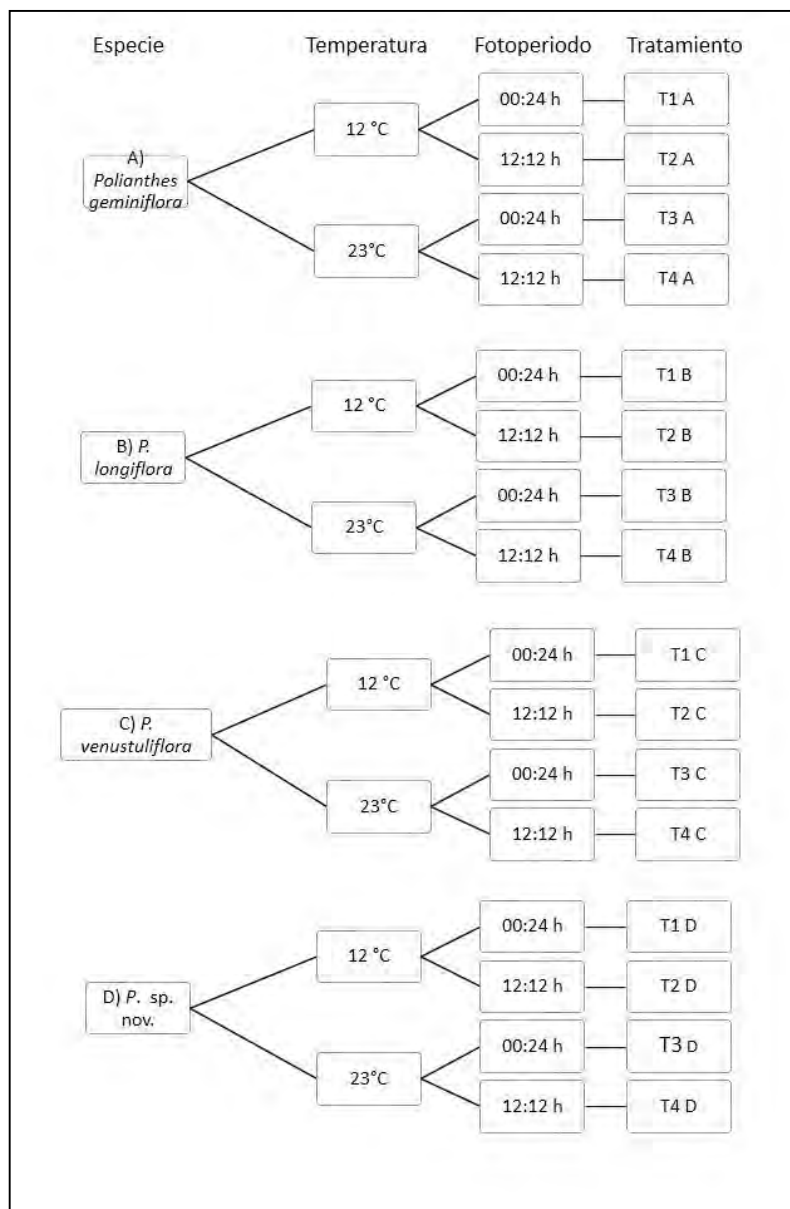 Especie Temperatura Fotoperiodo Tratamiento
00:24 h T1 A
12 °C
12:12 h T2 A
A)
Polianthes
geminiflora
00:24 h T3 A
23°C
12:12 h T4 A
00:24 h T1 B
12 °C
12:12 h T2 B
B) P.
longiflora
00:24 h T3 B
23°C
12:12 h T4 B
00:24 h T1 C
12 °C
12:12 h T2 C
C) P.
venustuliflora
00:24 h T3 C
23°C
12:12 h T4 C
00:24 h T1 D
12 °C
12:12 h T2 D
D) P. sp.
nov.
00:24 h T3 D
23°C
12:12 h T4 D